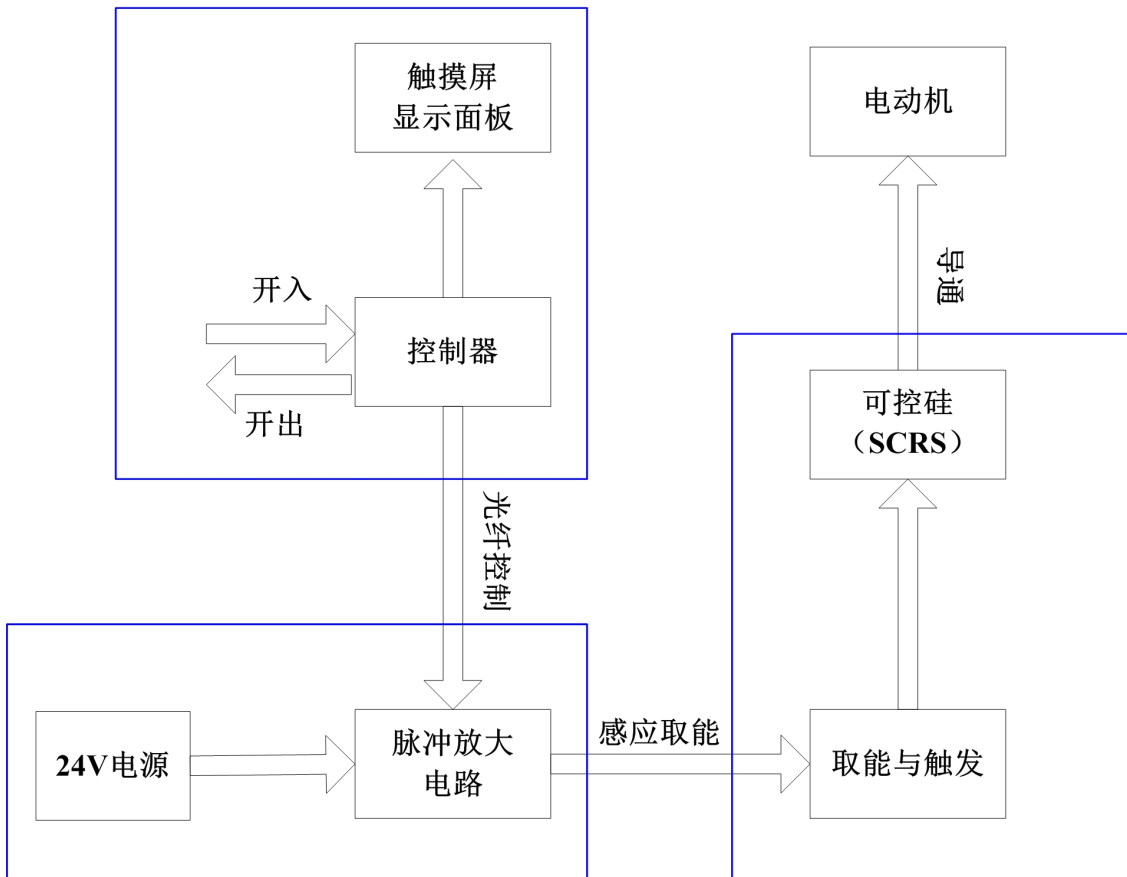 触摸屏
显示面板
电动机
导通
开入
控制器
开出
可控硅
（SCRS）
光纤控制
24V电源
脉冲放大
电路
感应取能
取能与触发